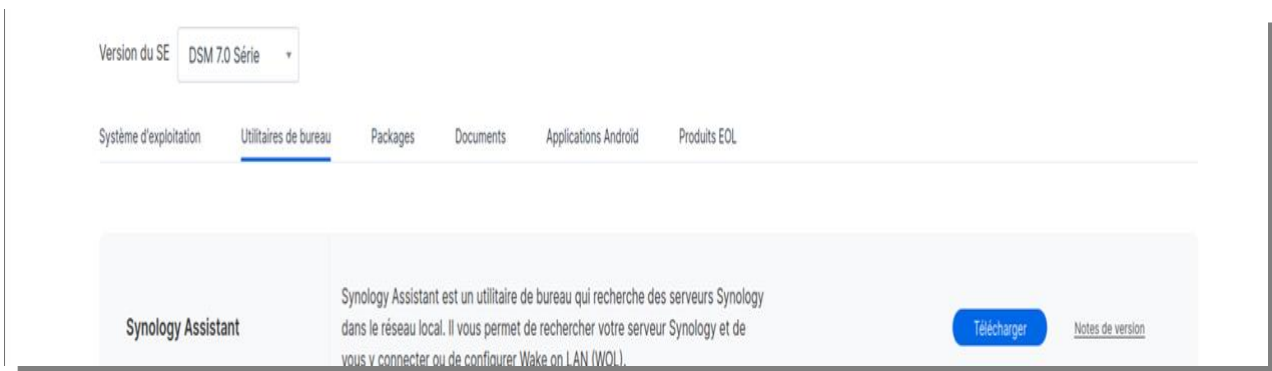 Version du SE DSM 7.0 Série
Système d'exploitation Utilitaires de bureau Packages Documents Applications Androïd Produits EOL
Synology Assistant est un utilitaire de bureau qui recherche des serveurs Synology
Synology Assistant dans le réseau local. Il vous permet de rechercher votre serveur Synology et de Télécharger Notes de version
vous y connecter ou de configurer Wake on LAN (WOL).